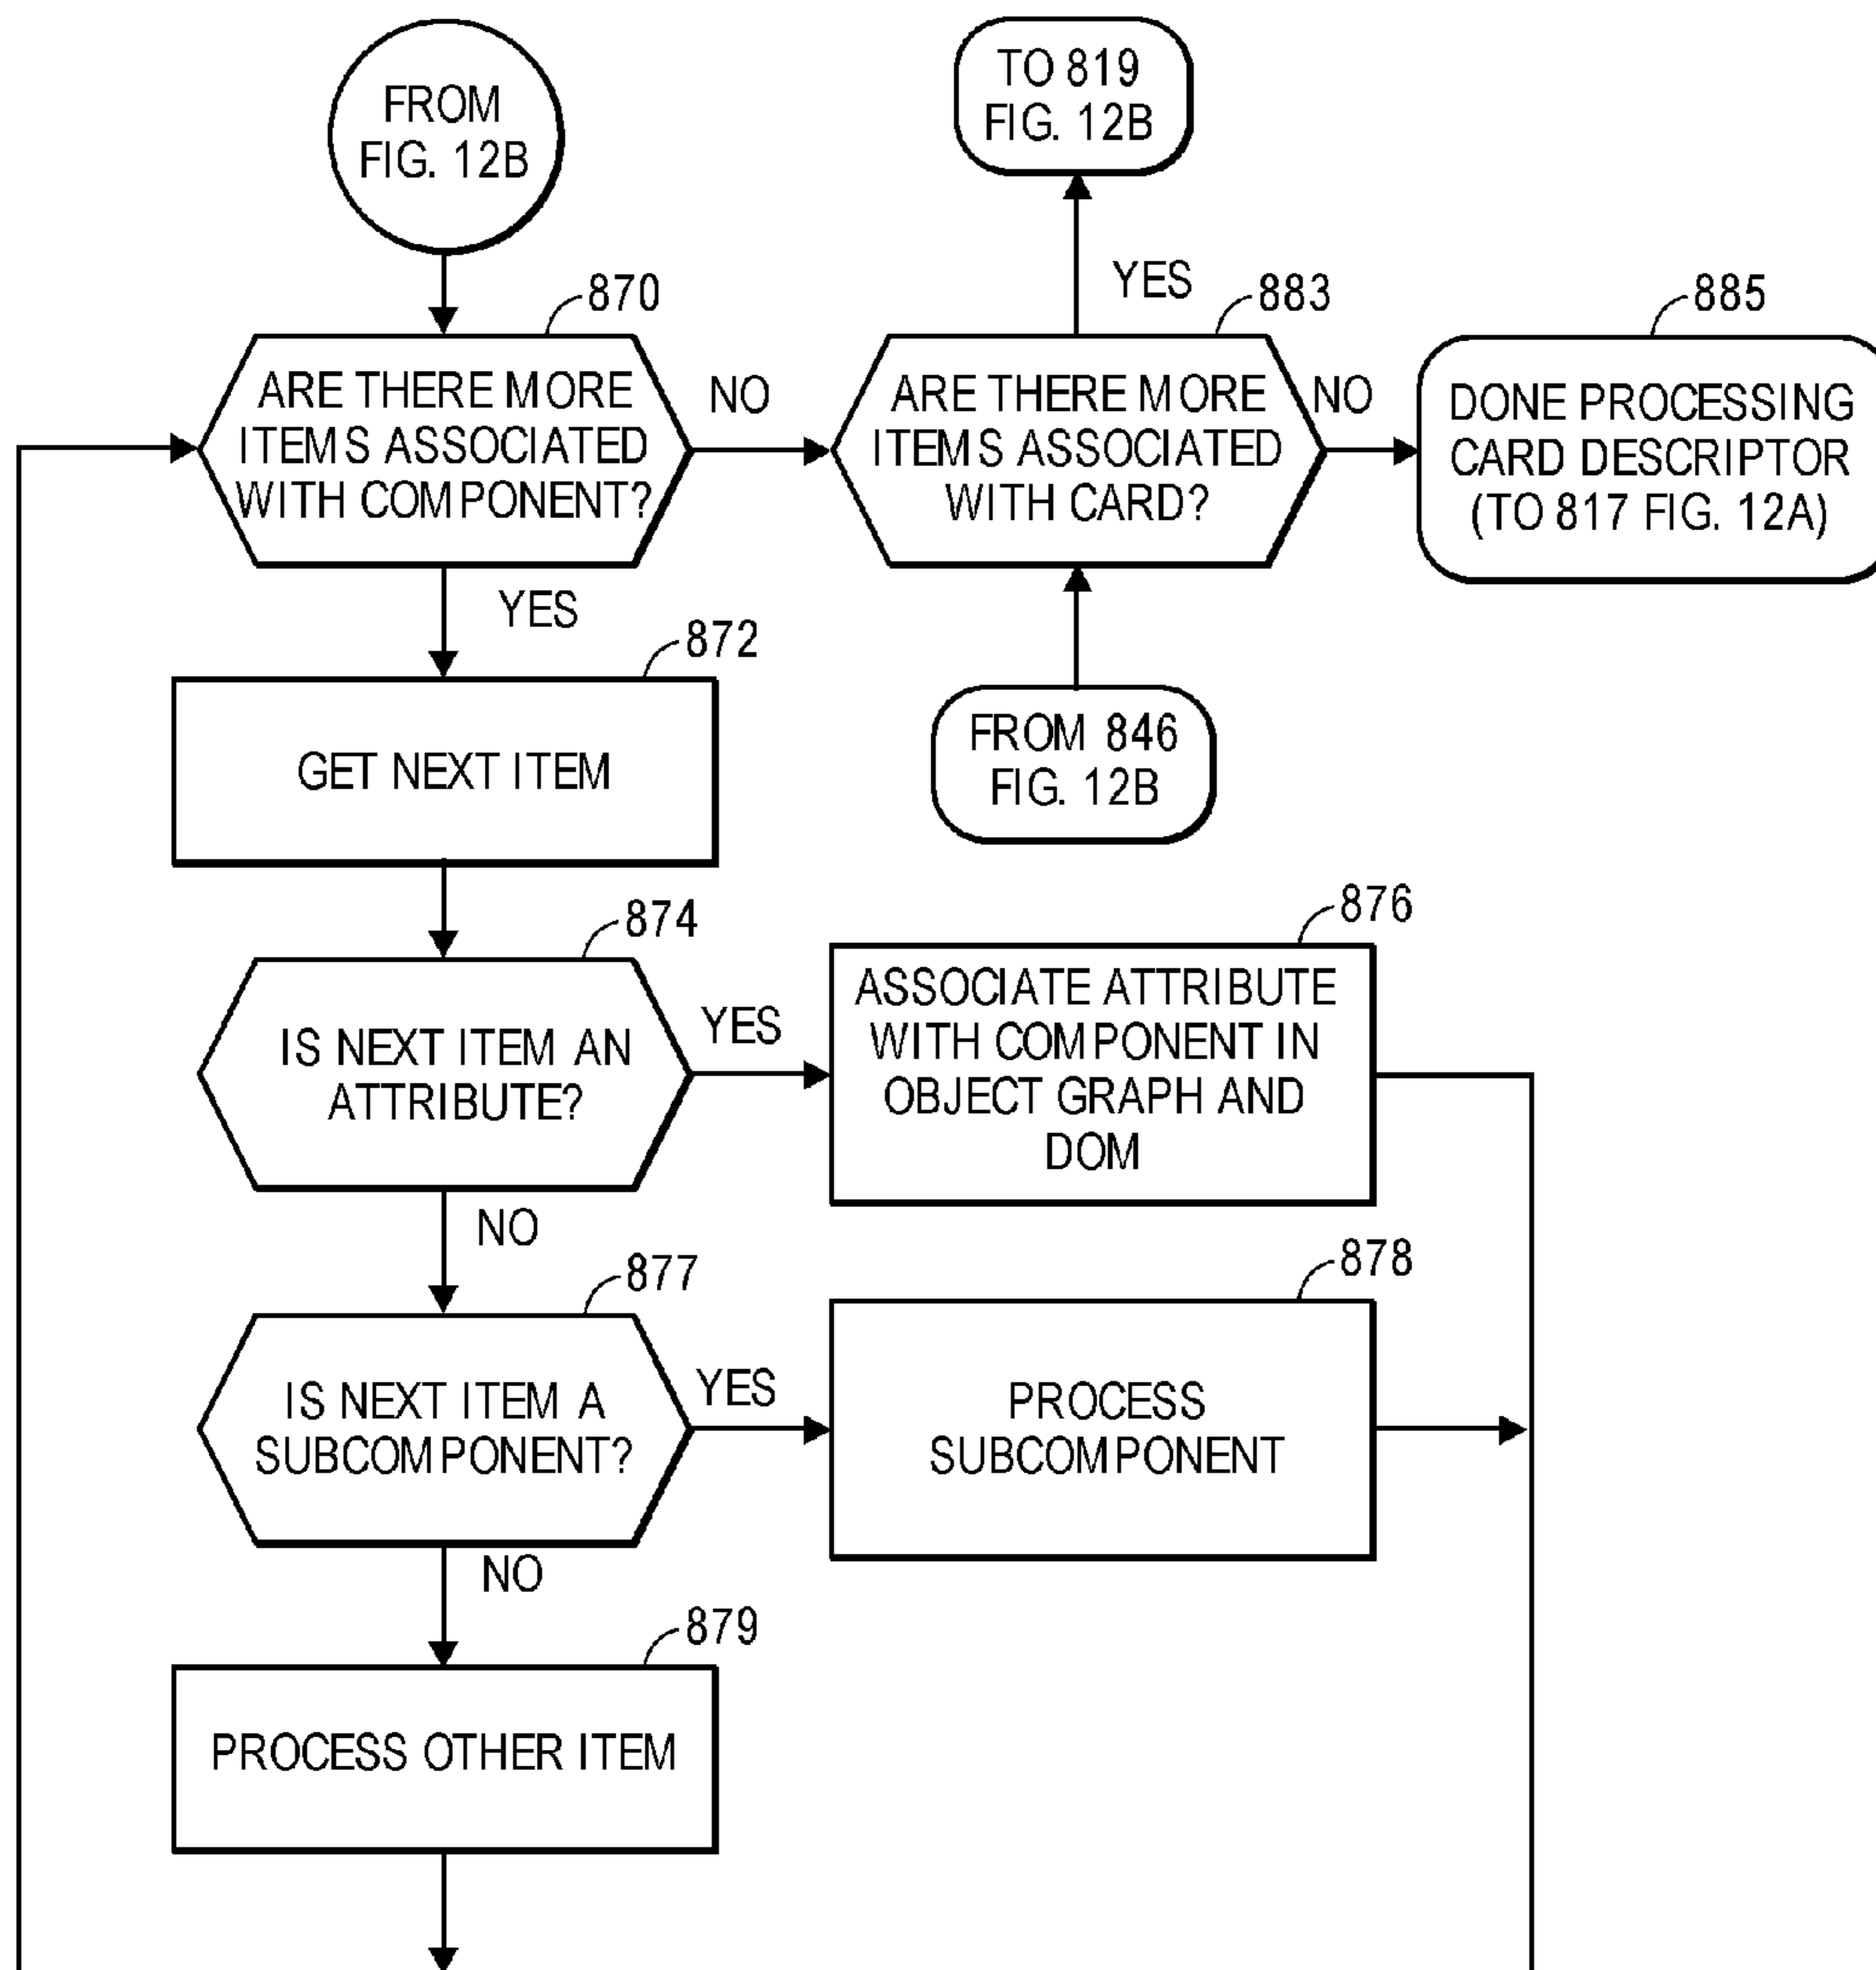 FROM
FIG. 12B
TO 819
FIG. 12B
YES
870
883
885
ARE THERE MORE
ITEMS ASSOCIATED
WITH COMPONENT?
NO
ARE THERE MORE
ITEMS ASSOCIATED
WITH CARD?
NO
DONE PROCESSING
CARD DESCRIPTOR
(TO 817 FIG. 12A)
YES
872
GET NEXT ITEM
FROM 846
FIG. 12B
874
876
IS NEXT ITEM AN
ATTRIBUTE?
YES
ASSOCIATE ATTRIBUTE
WITH COMPONENT IN
OBJECT GRAPH AND
DOM
NO
877
878
IS NEXT ITEM A
SUBCOMPONENT?
YES
PROCESS
SUBCOMPONENT
NO
879
PROCESS OTHER ITEM